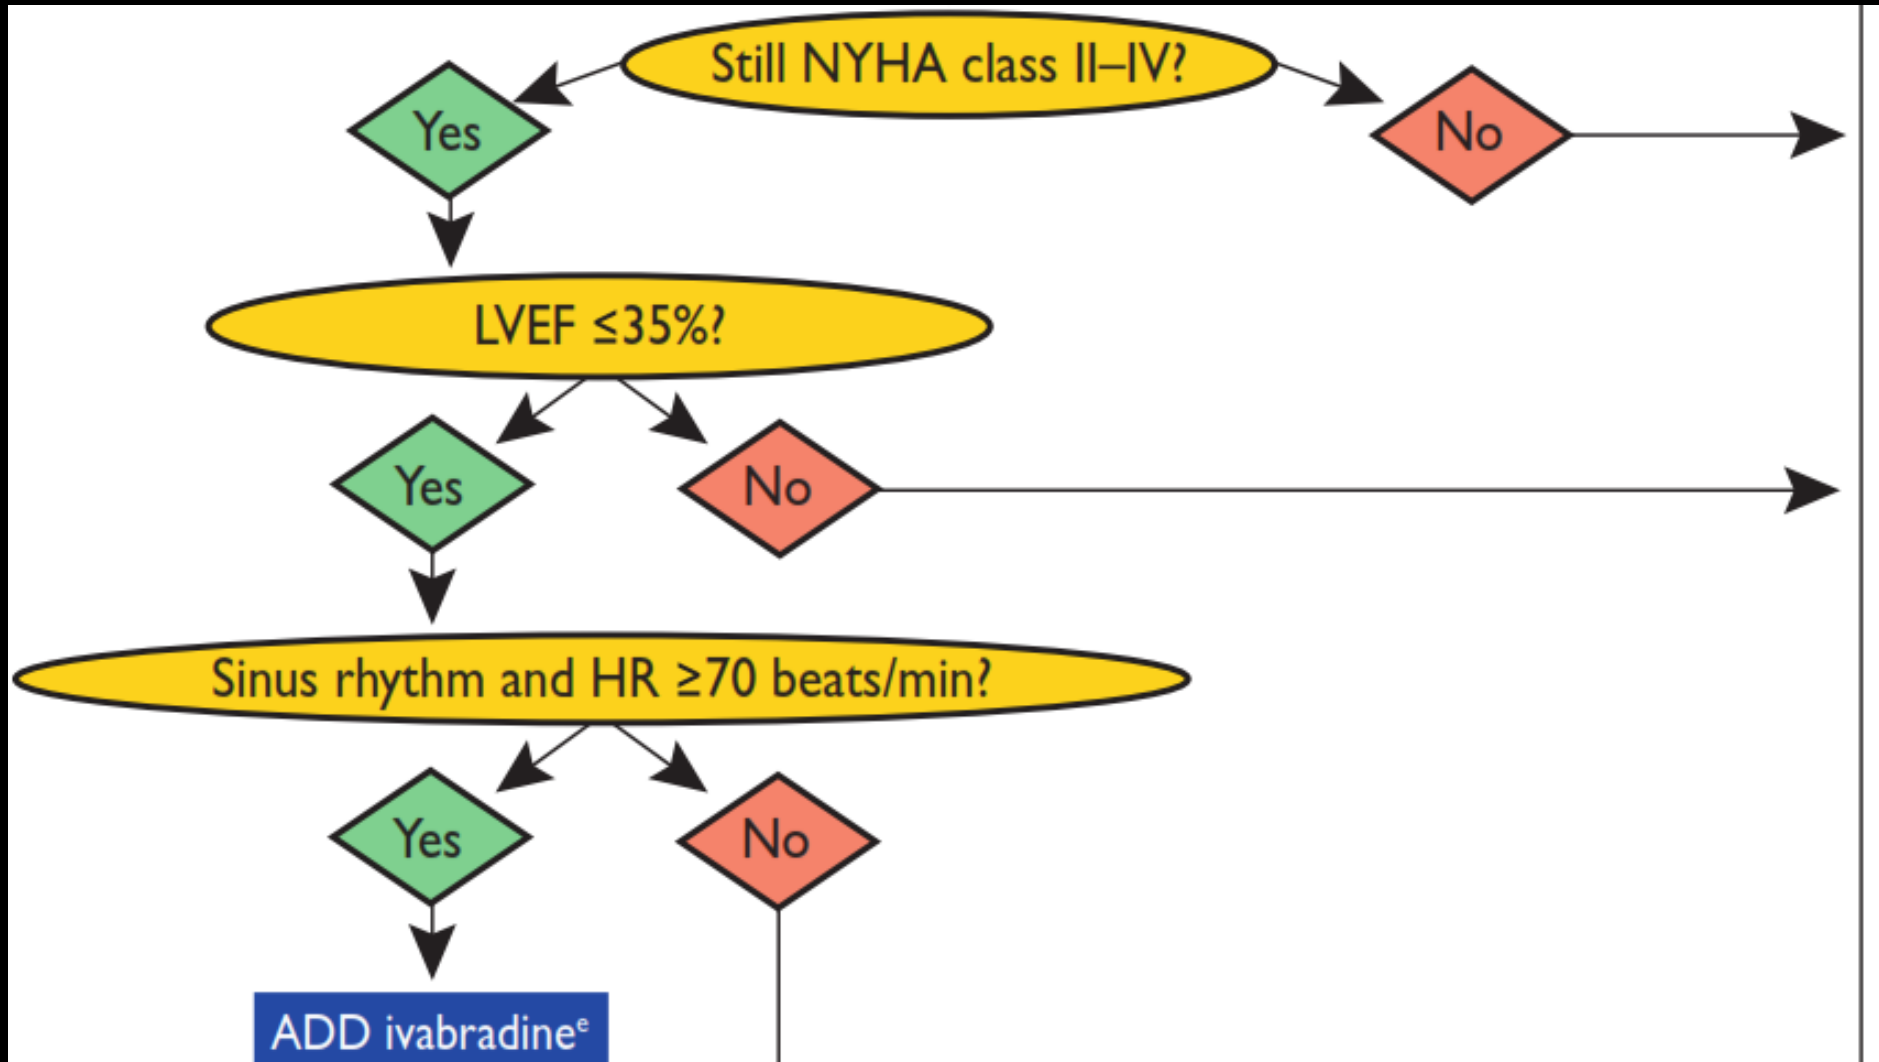 Still NYHA class II–IV?
Yes
No
LVEF ≤35%?
Yes
No
Sinus rhythm and HR ≥70 beats/min?
Yes
No
ADD ivabradineᵉ